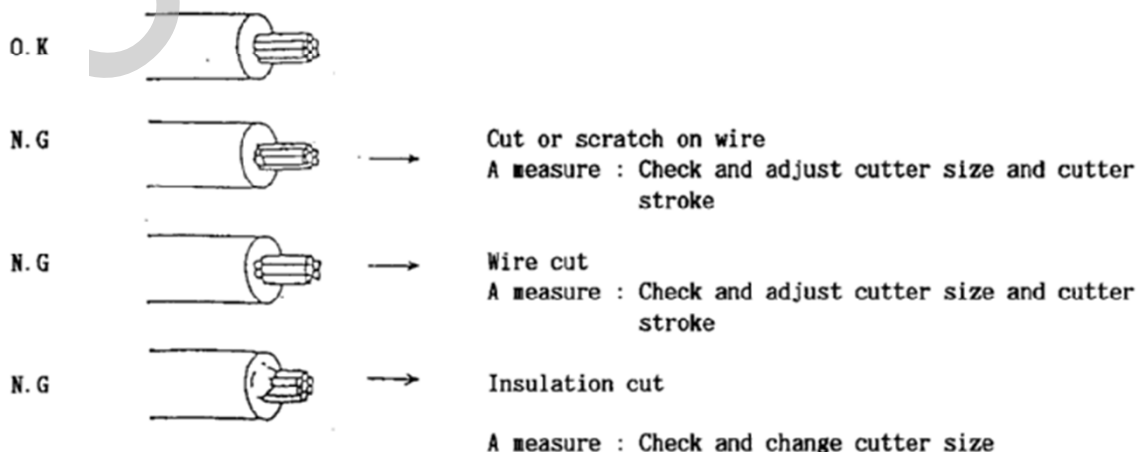 O.K
N.G
Cut or scratch on wire
A measure : Check and adjust cutter size and cutter
stroke
N.G
Wire cut
A measure : Check and adjust cutter size and cutter
stroke
N.G
Insulation cut
A measure : Check and change cutter size